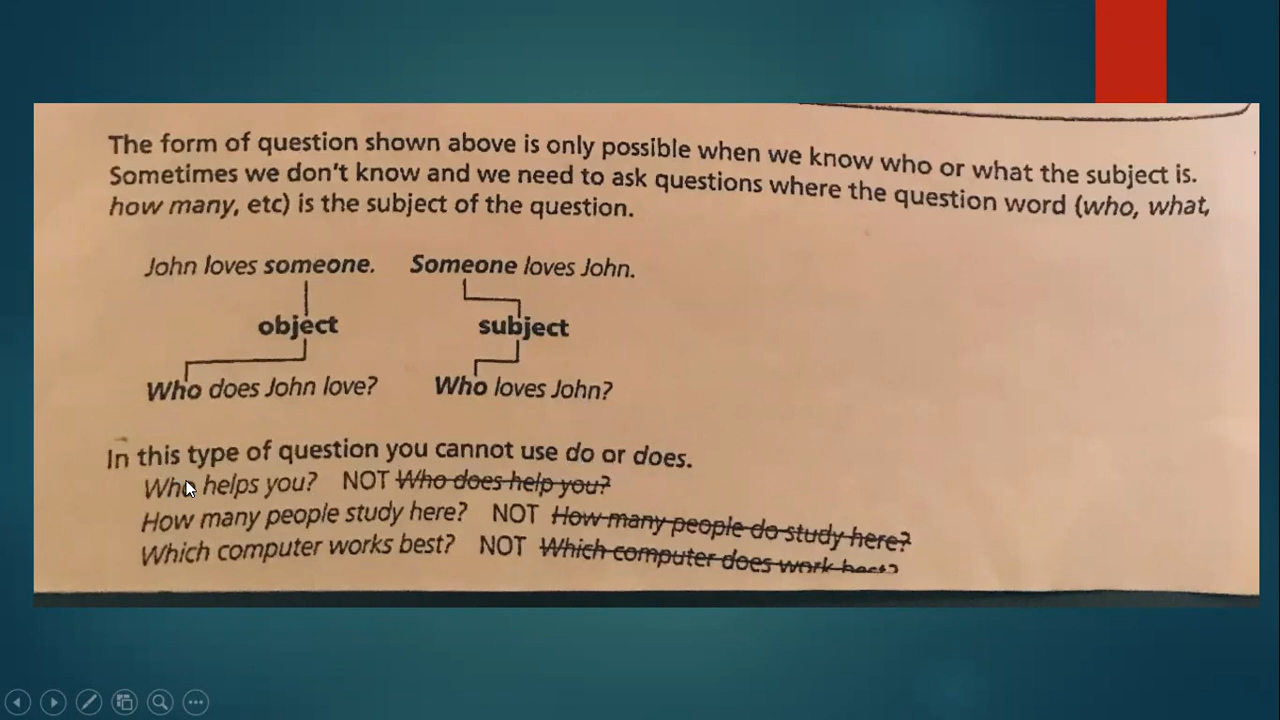 The form of question shown above is only possible when we know who or what the subject is.
Sometimes we don't know and we need to ask questions where the question word (who, what,
how many, etc) is the subject of the question.
John loves someone. Someone loves John.
object subject
Who does John love? Who loves John?
In this type of question you cannot use do or does.
Who helps you? NOT Who does help you?
How many people study here? NOT How many people do study here?
Which computer works best? NOT Which computer does work best?